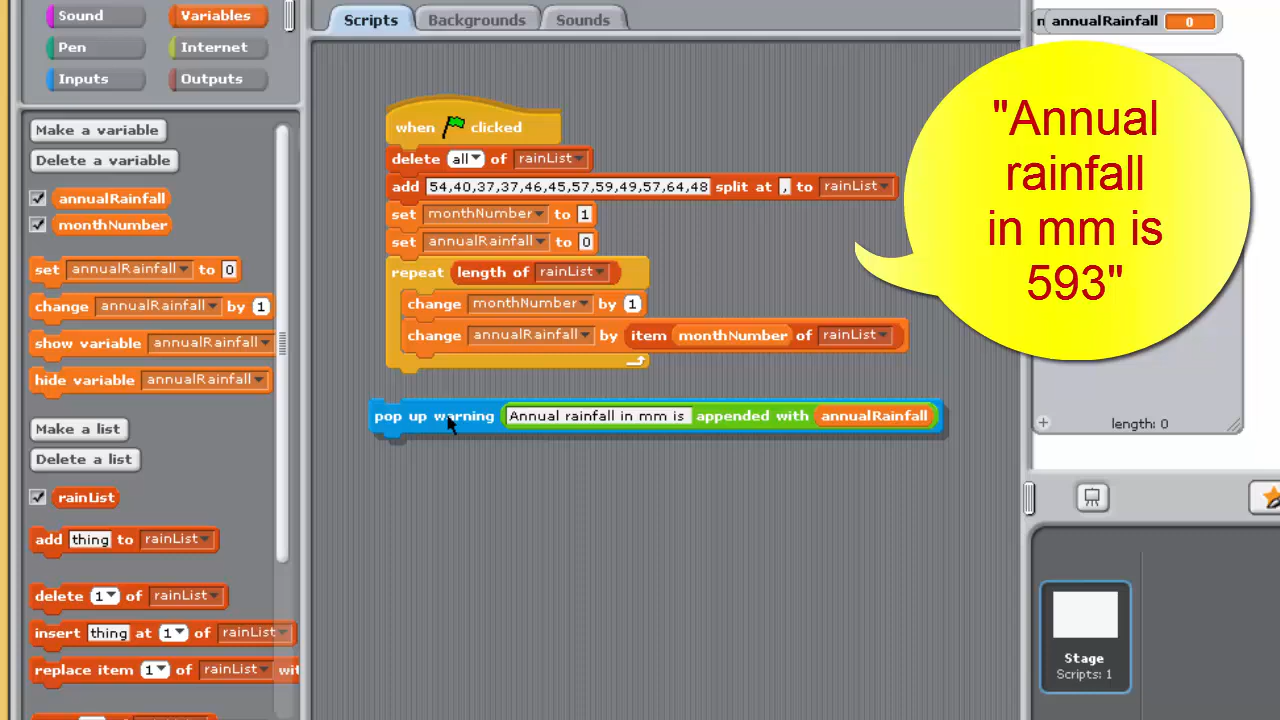 Sound Variables
Pen Internet
Inputs Outputs
Make a variable
Delete a variable
annualRainfall
monthNumber
set annualRainfall to 0
change annualRainfall by 1
show variable annualRainfall
hide variable annualRainfall
Make a list
Delete a list
rainList
add thing to rainList
delete 1 of rainList
insert thing at 1 of rainList
replace item 1 of rainList wit
Scripts Backgrounds Sounds
when clicked
delete all of rainList
add 54,40,37,37,46,45,57,59,49,57,64,48 split at , to rainList
set monthNumber to 1
set annualRainfall to 0
repeat length of rainList
change monthNumber by 1
change annualRainfall by item monthNumber of rainList
pop up warning Annual rainfall in mm is appended with annualRainfall
annualRainfall 0
"Annual
rainfall
in mm is
593"
+ length: 0
Stage
Scripts: 1